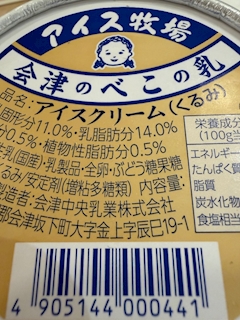 アイス牧場
会津のべこの乳
品名:アイスクリーム(くるみ)
固形分11.0%・乳脂肪分14.0%
分0.5%・植物性脂肪分0.5%
生乳(国産)・乳製品・全卵・ぶどう糖果糖
くるみ/安定剤(増粘多糖類) 内容量:
製造者:会津中央乳業株式会社
郡会津坂下町大字金上字辰巳19-1
栄養成分
(100g当
エネルギー
たんぱく質
脂質
炭水化物
食塩相当
4 905144 000441